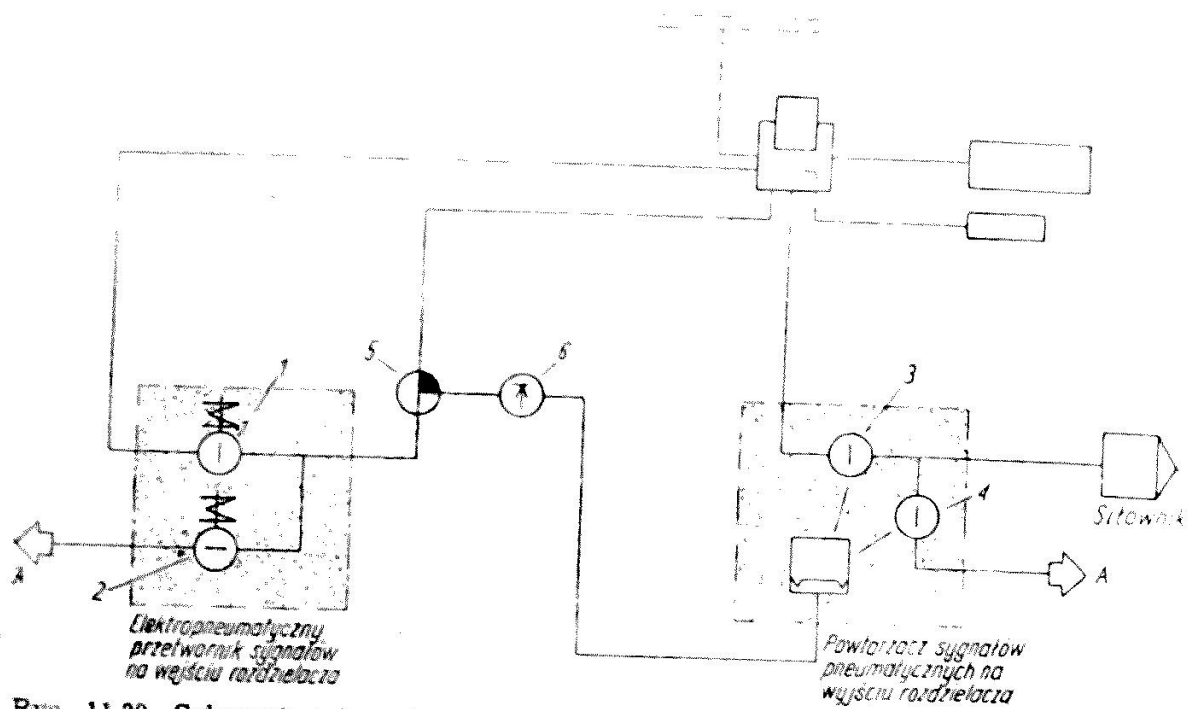 1
5
6
3
4
Siłownik
A
2
A
Elektropneumatyczny
przetwornik sygnałów
na wejściu rozdzielacza
Powtarzacz sygnałów
pneumatycznych na
wyjściu rozdzielacza